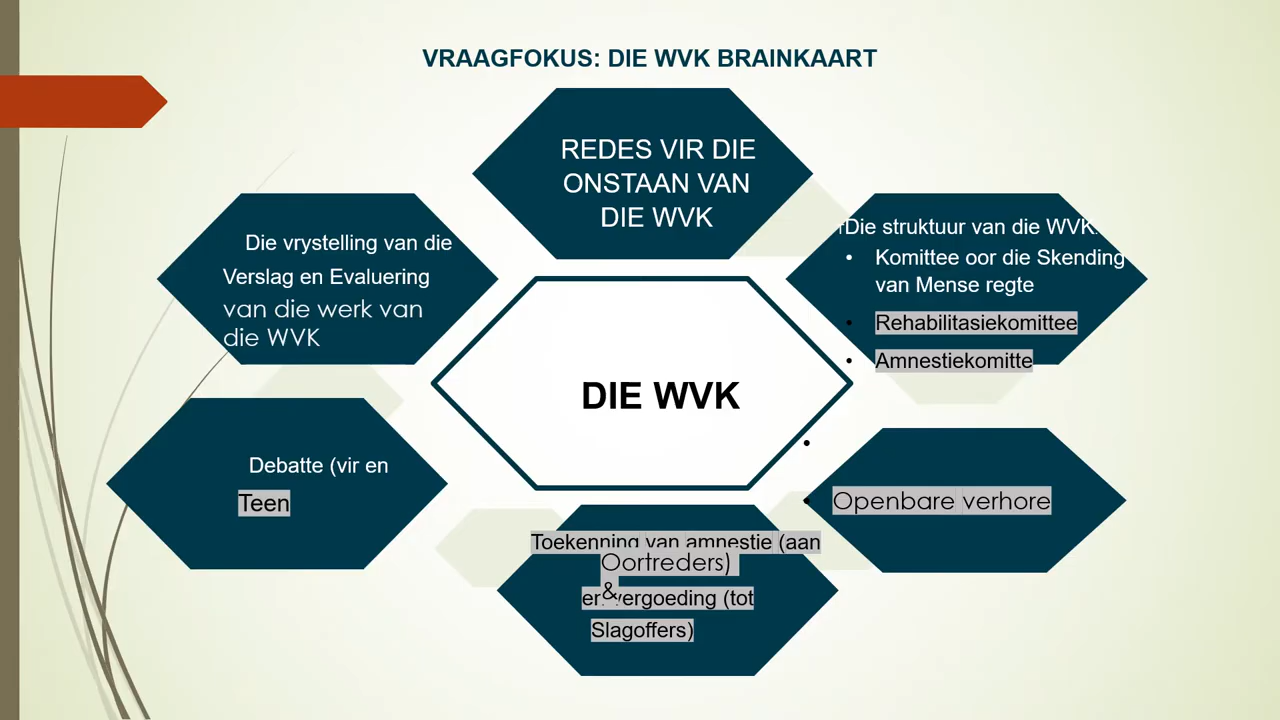 VRAAGFOKUS: DIE WVK BRAINKAART
REDES VIR DIE
ONSTAAN VAN
DIE WVK
Die vrystelling van die
Verslag en Evaluering
van die werk van
die WVK
Die struktuur van die WVK:
• Komittee oor die Skending
van Mense regte
• Rehabilitasiekomittee
• Amnestiekomitte
DIE WVK
Debatte (vir en
Teen
•
• Openbare verhore
Toekenning van amnestie (aan
Oortreders)
&
en vergoeding (tot
Slagoffers)